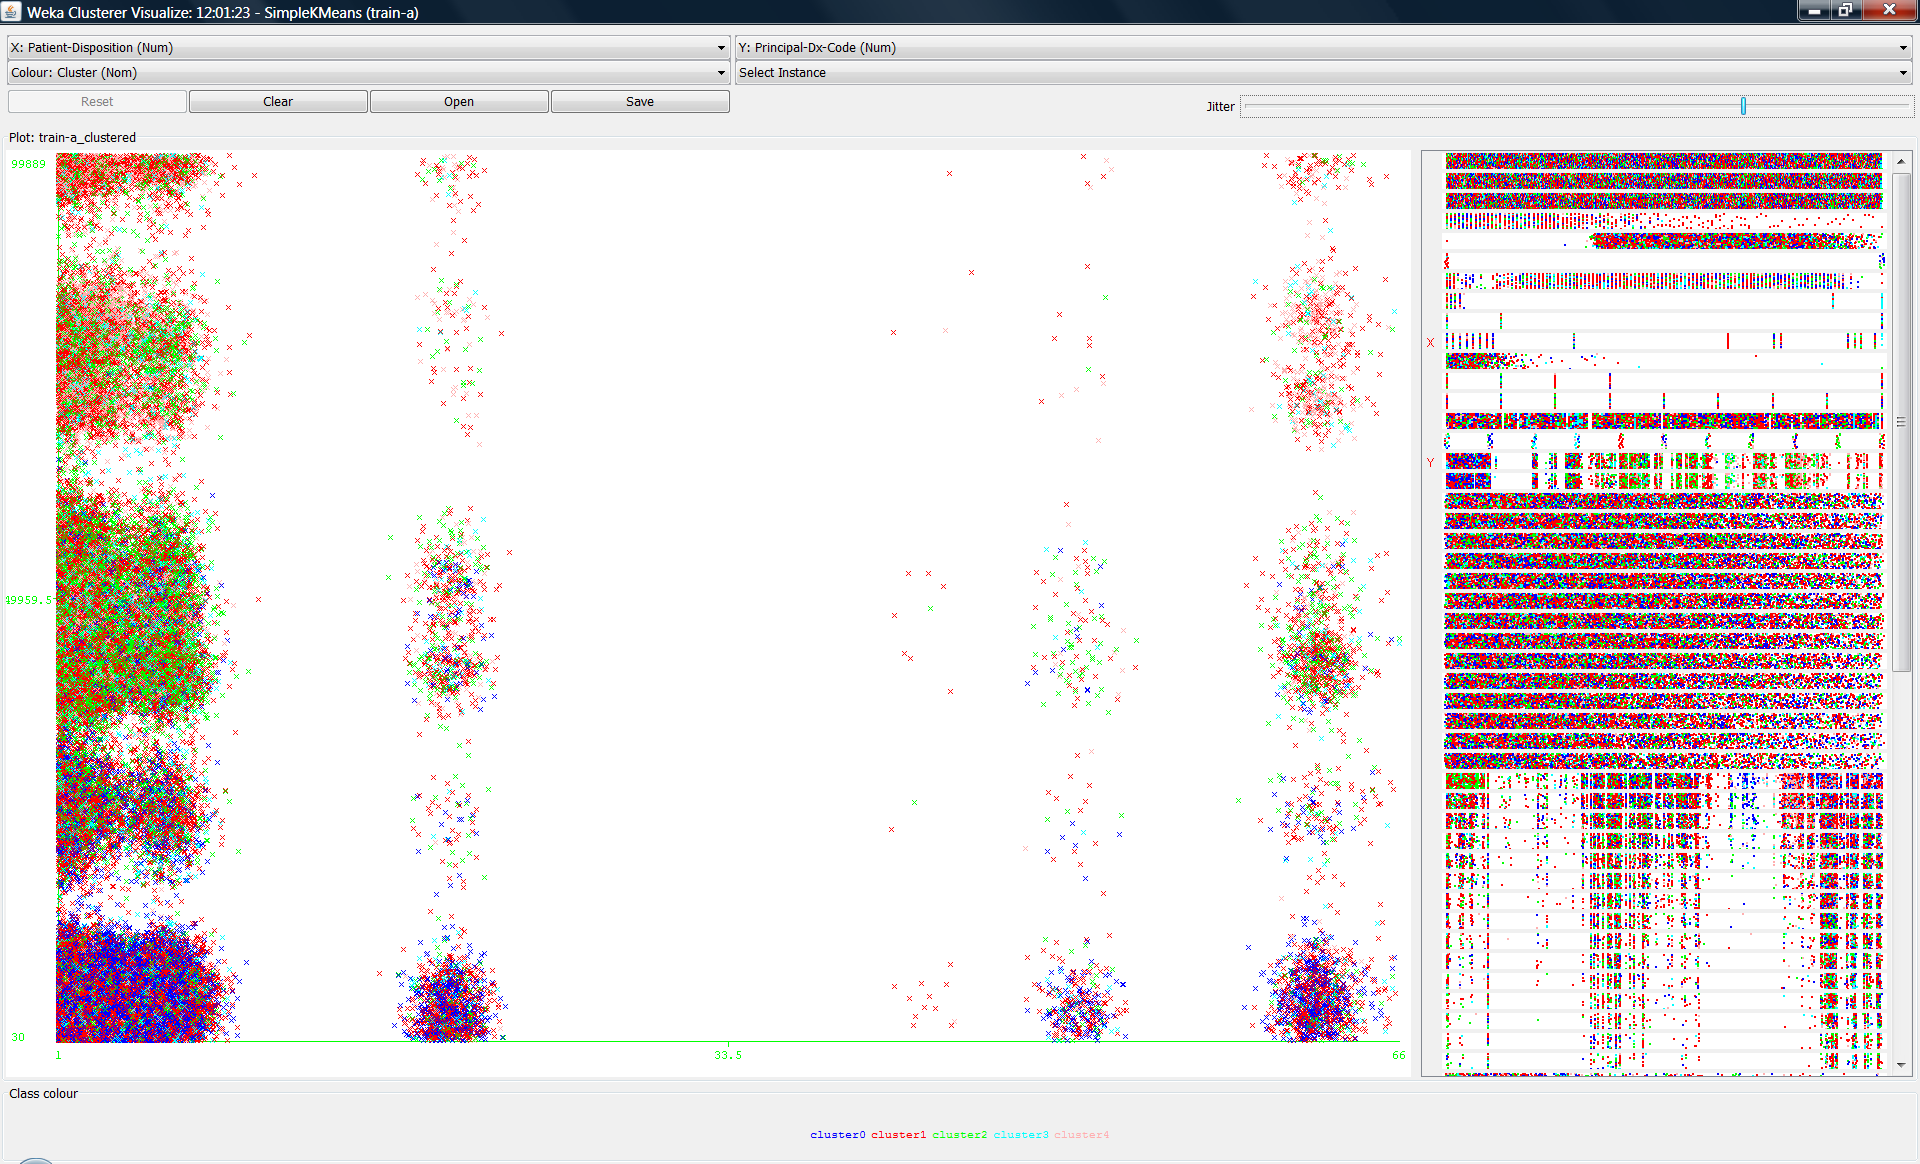 Weka Clusterer Visualize: 12:01:23 - SimpleKMeans (train-a)
X: Patient-Disposition (Num) Y: Principal-Dx-Code (Num)
Colour: Cluster (Nom) Select Instance
Reset Clear Open Save Jitter
Plot: train-a_clustered
99889
X
Y
49959.5
30
1 33.5 66
Class colour
cluster0 cluster1 cluster2 cluster3 cluster4